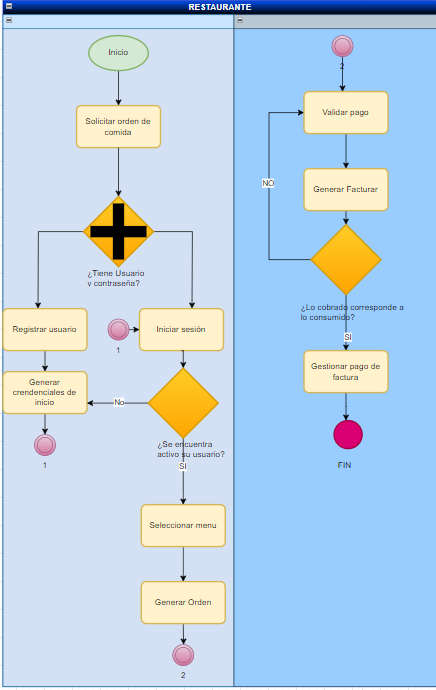 RESTAURANTE
Inicio
Solicitar orden de
comida
¿Tiene Usuario
y contraseña?
Registrar usuario
Iniciar sesión
1
Generar
crendenciales de
inicio
No
1
¿Se encuentra
activo su usuario?
SI
Seleccionar menu
Generar Orden
2
2
Validar pago
NO
Generar Facturar
¿Lo cobrado corresponde a
lo consumido?
SI
Gestionar pago de
factura
FIN